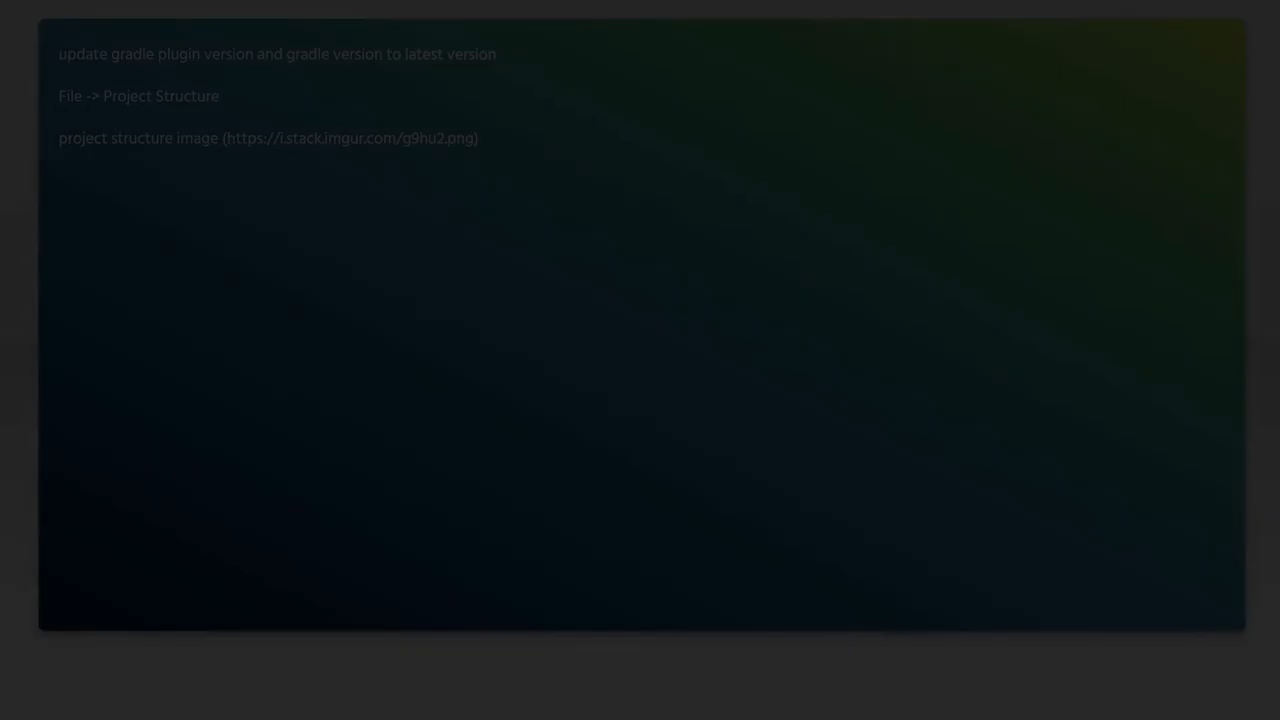 update gradle plugin version and gradle version to latest version
File -> Project Structure
project structure image (https://i.stack.imgur.com/g9hu2.png)